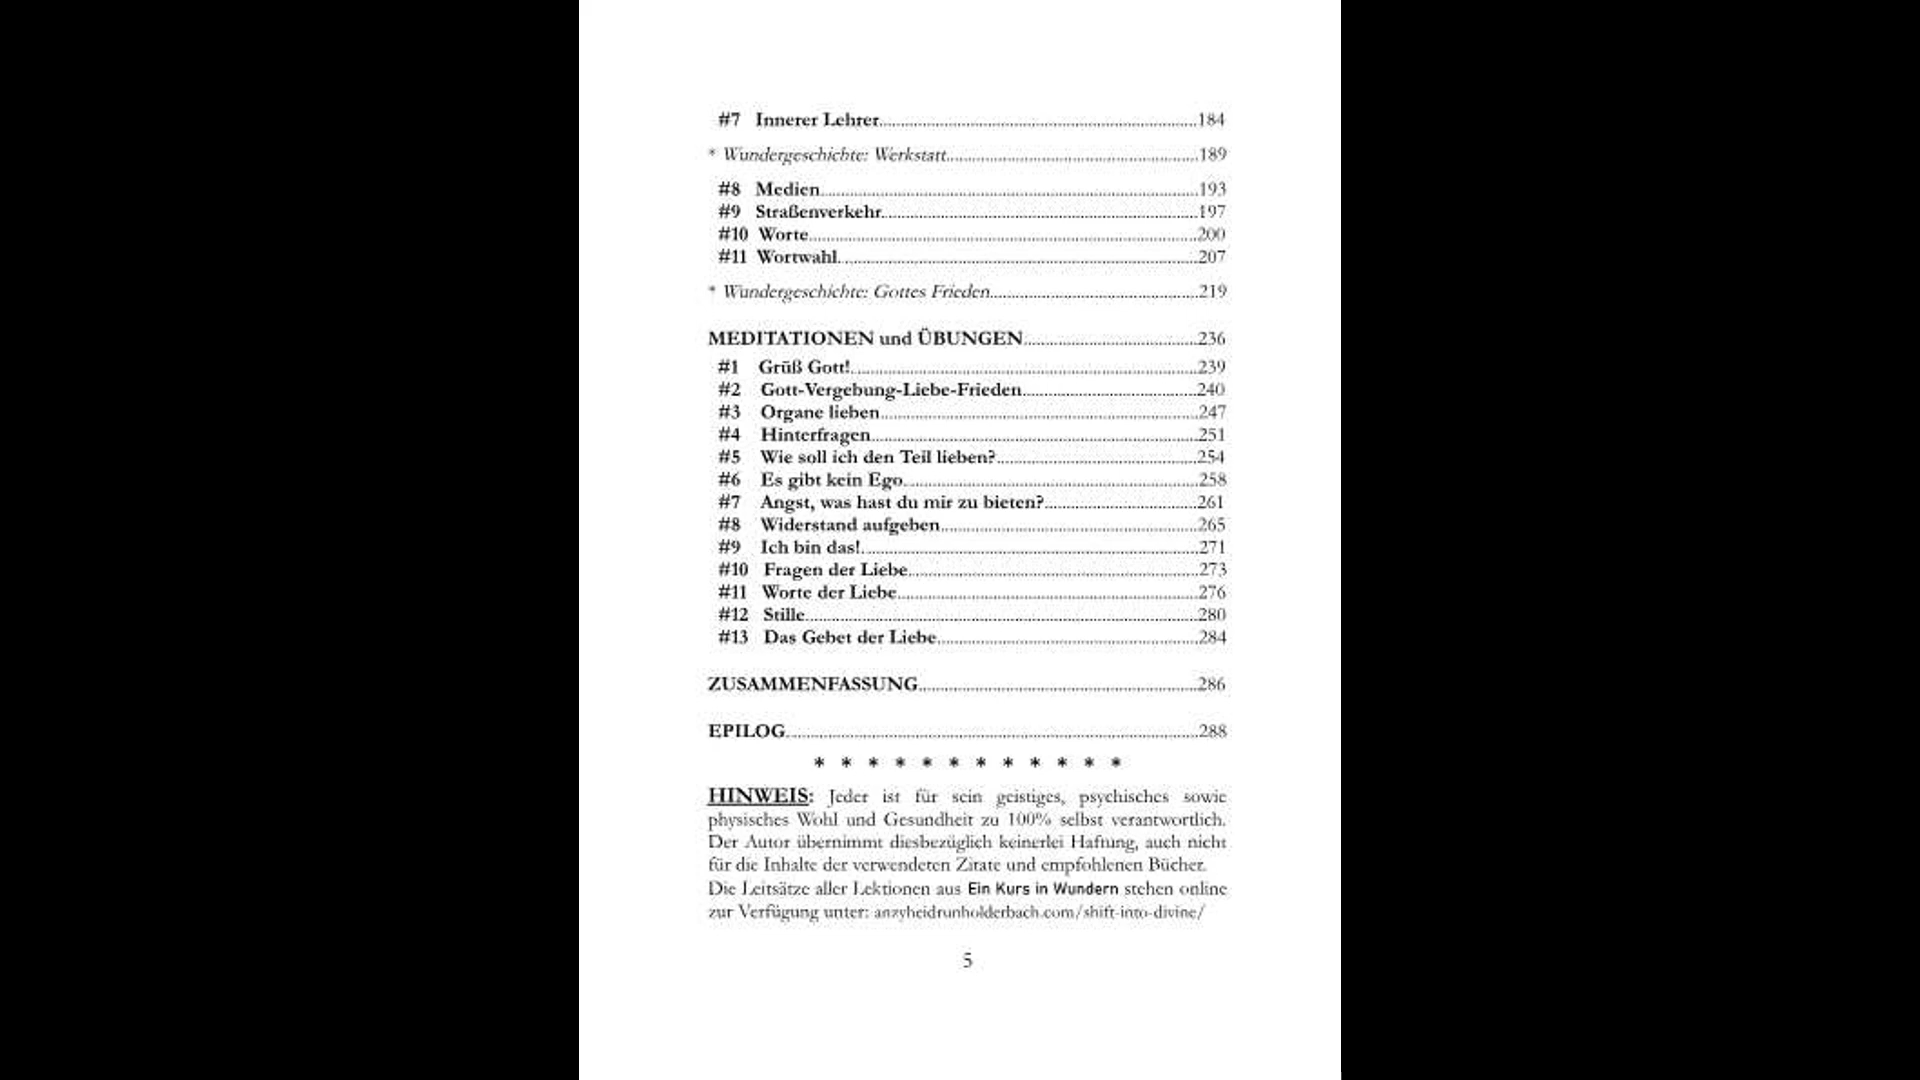 #7 Innerer Lehrer 184
* Wundergeschichte: Werkstatt 189
#8 Medien 193
#9 Straßenverkehr 197
#10 Worte 200
#11 Wortwahl 207
* Wundergeschichte: Gottes Frieden 219
MEDITATIONEN und ÜBUNGEN 236
#1 Grüß Gott! 239
#2 Gott-Vergebung-Liebe-Frieden 240
#3 Organe lieben 247
#4 Hinterfragen 251
#5 Wie soll ich den Teil lieben? 254
#6 Es gibt kein Ego 258
#7 Angst, was hast du mir zu bieten? 261
#8 Widerstand aufgeben 265
#9 Ich bin das! 271
#10 Fragen der Liebe 273
#11 Worte der Liebe 276
#12 Stille 280
#13 Das Gebet der Liebe 284
ZUSAMMENFASSUNG 286
EPILOG 288
* * * * * * * * * * * *
HINWEIS: Jeder ist für sein geistiges, psychisches sowie
physisches Wohl und Gesundheit zu 100% selbst verantwortlich.
Der Autor übernimmt diesbezüglich keinerlei Haftung, auch nicht
für die Inhalte der verwendeten Zitate und empfohlenen Bücher.
Die Leitsätze aller Lektionen aus Ein Kurs in Wundern stehen online
zur Verfügung unter: anzyheidrunholderbach.com/shift-into-divine/
5